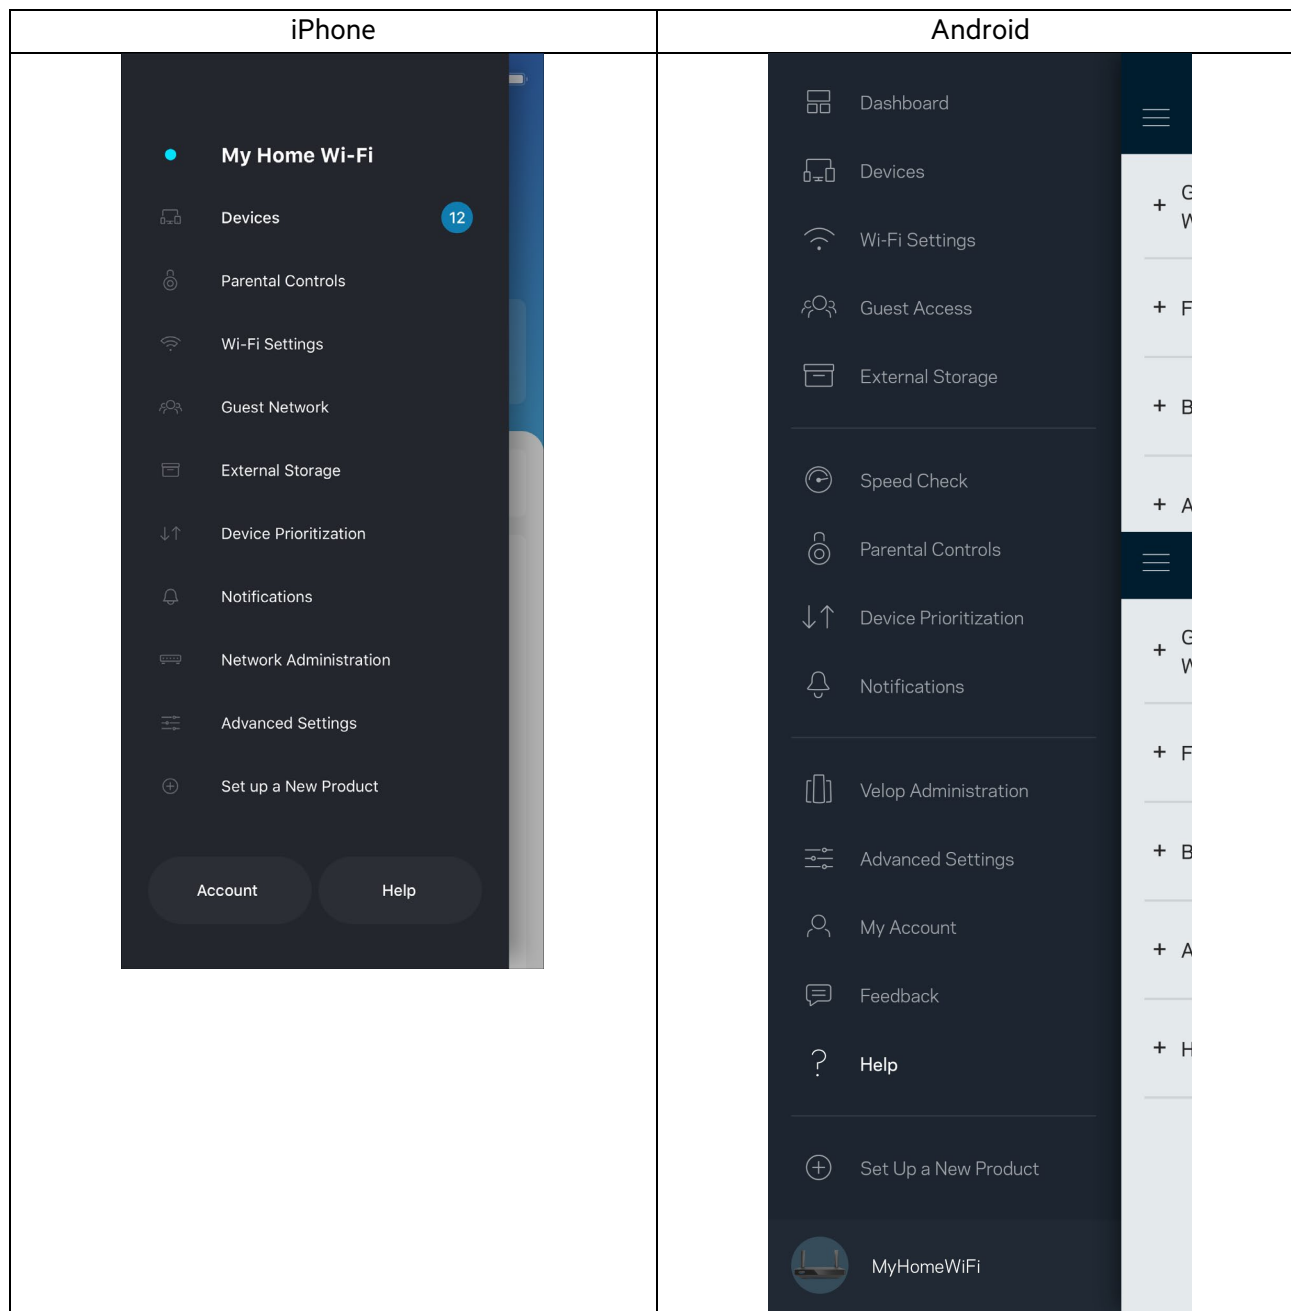 iPhone
Android
My Home Wi-Fi
Devices
12
Parental Controls
Wi-Fi Settings
Guest Network
External Storage
Device Prioritization
Notifications
Network Administration
Advanced Settings
Set up a New Product
Account
Help
Dashboard
Devices
Wi-Fi Settings
Guest Access
External Storage
Speed Check
Parental Controls
Device Prioritization
Notifications
Velop Administration
Advanced Settings
My Account
Feedback
Help
Set Up a New Product
MyHomeWiFi
+ G
W
+ F
+ B
+ A
+ G
W
+ F
+ B
+ A
+ H